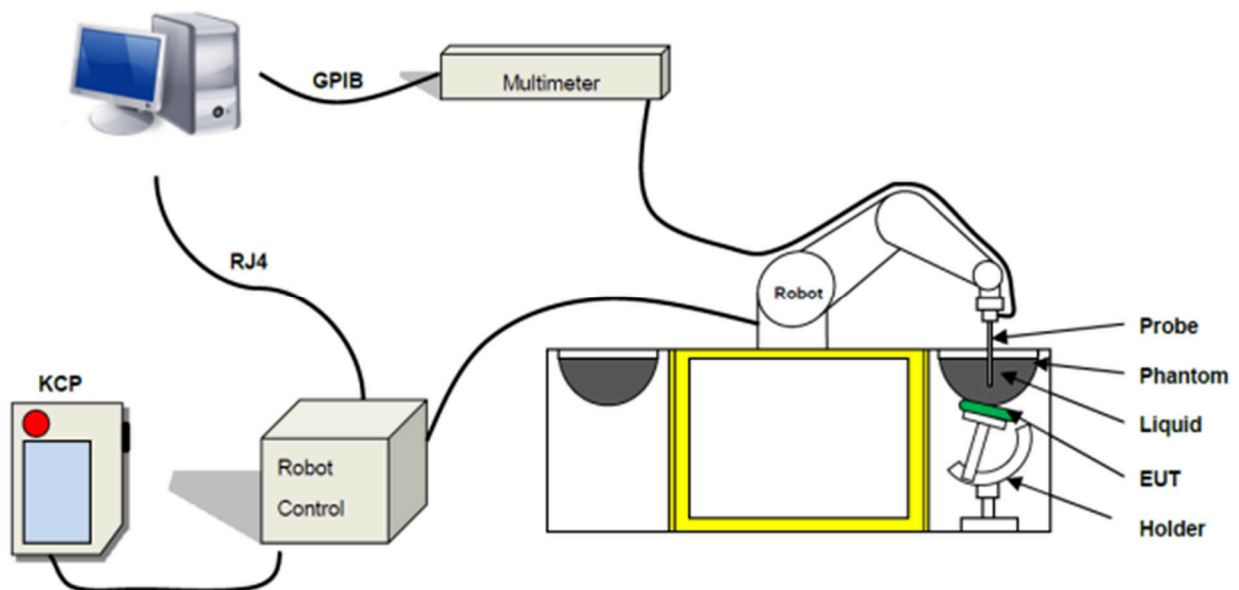 GPIB
Multimeter
RJ4
Robot
Probe
Phantom
KCP
Liquid
Robot
Control
EUT
Holder